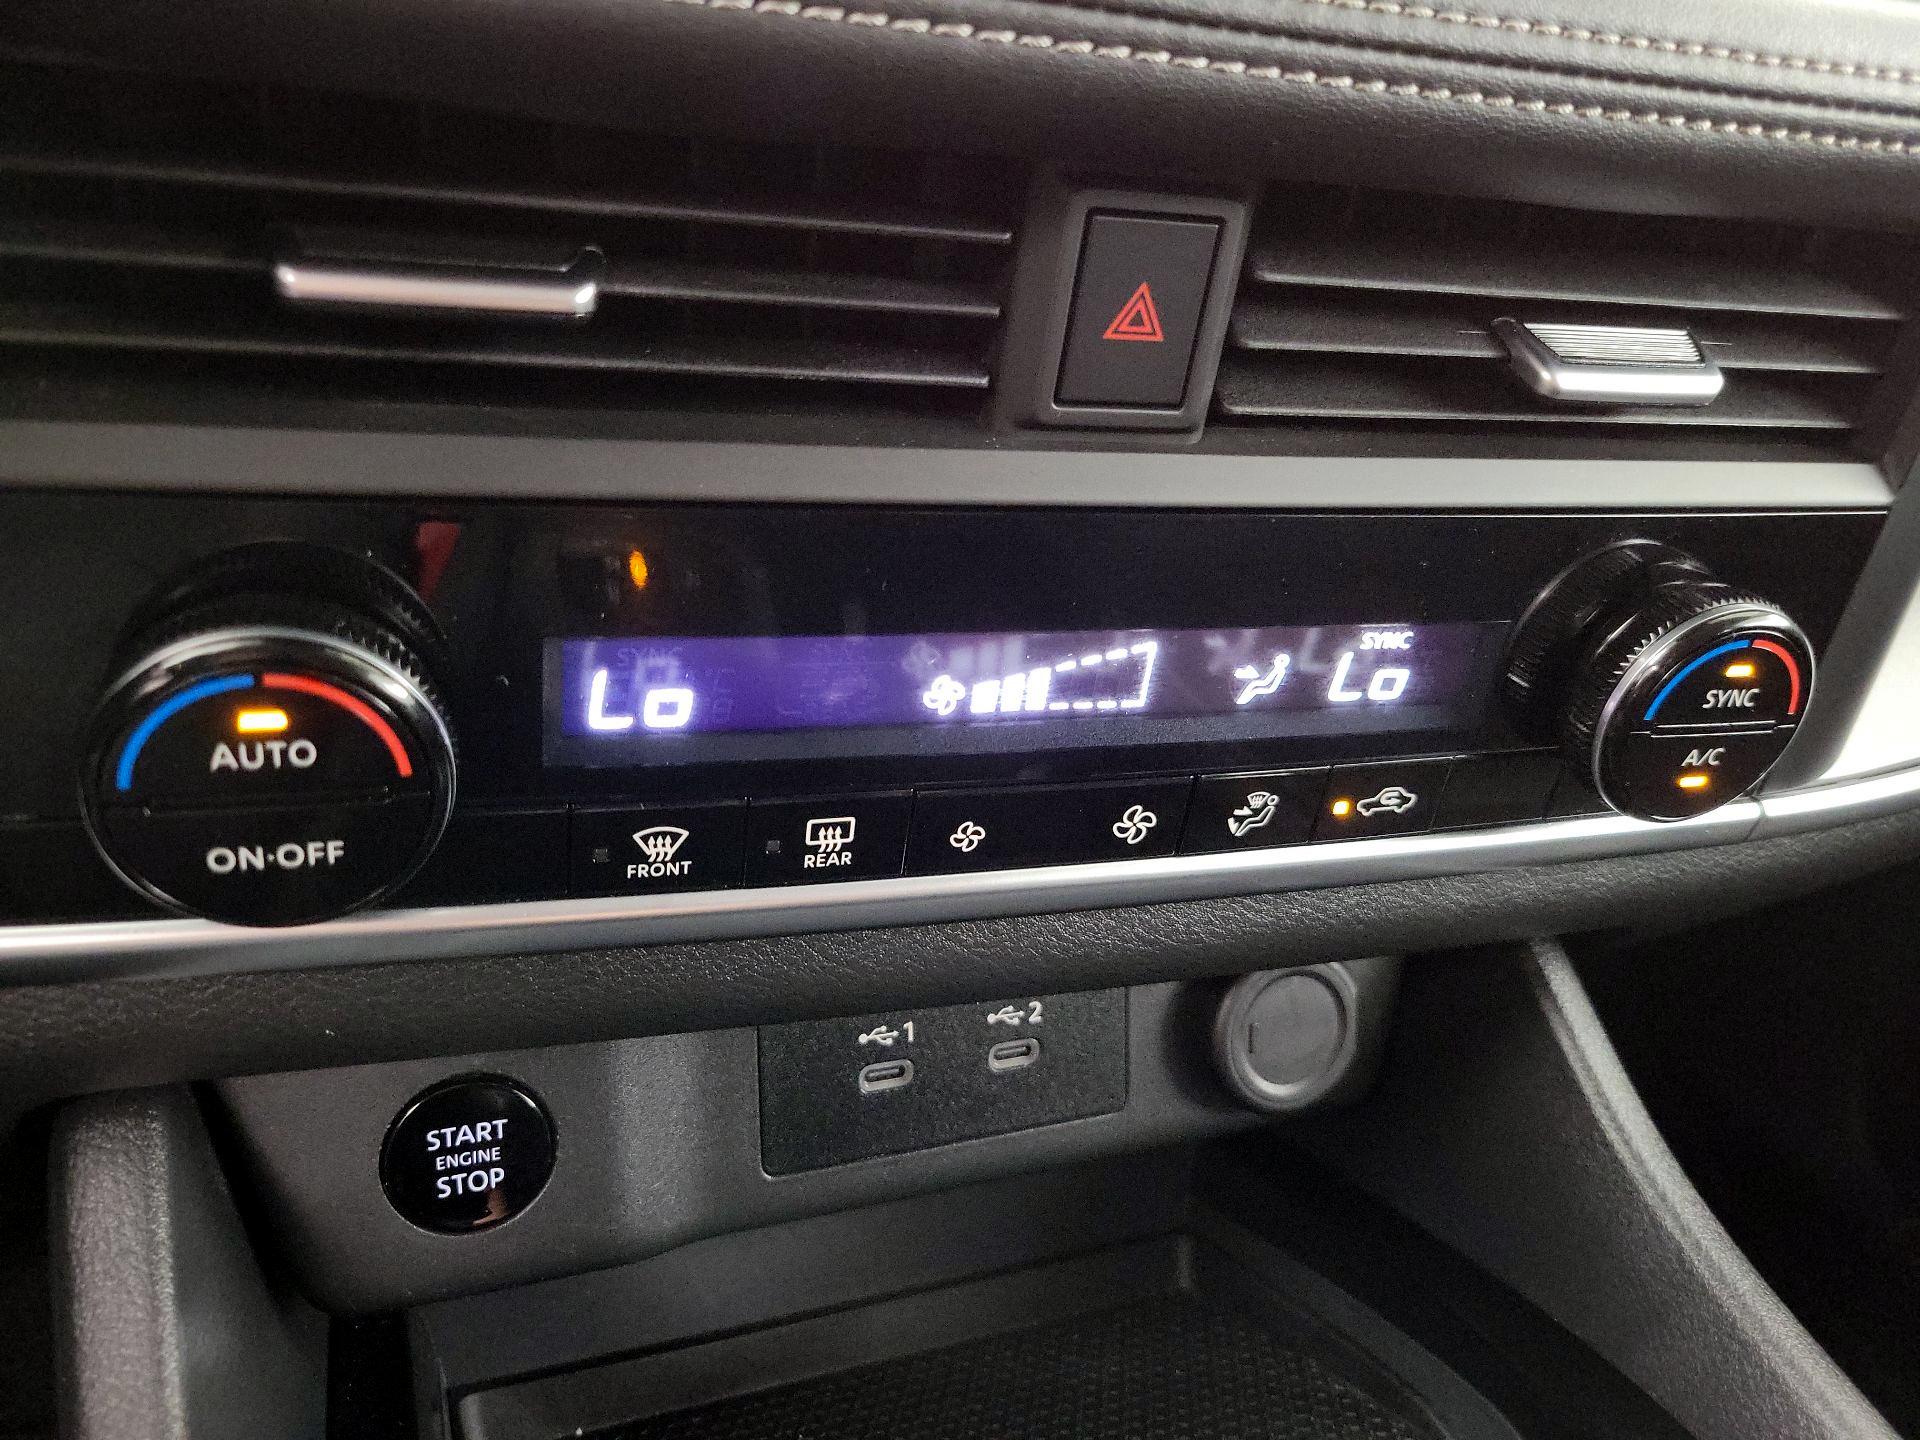 SYNC
Lo
Lo
AUTO
ON·OFF
SYNC
A/C
FRONT
REAR
1
2
START
ENGINE
STOP